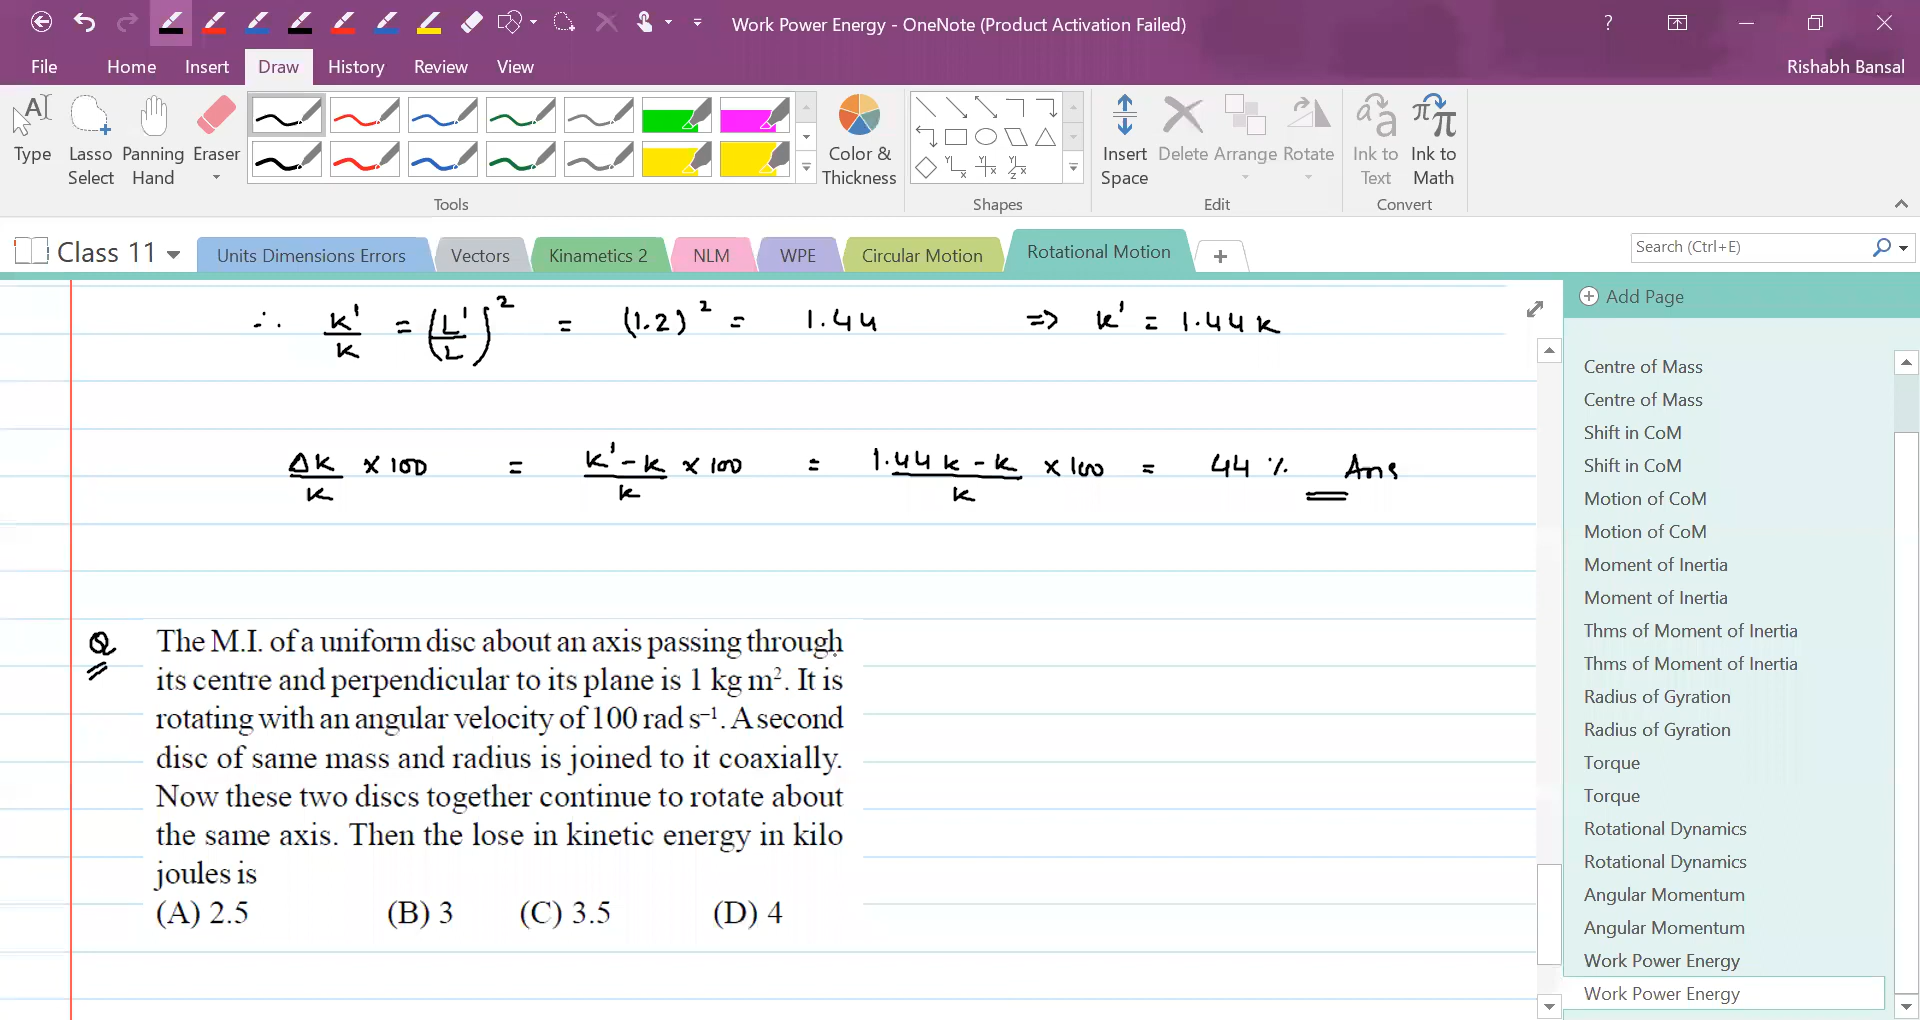 Work Power Energy - OneNote (Product Activation Failed)
?
File Home Insert Draw History Review View
Rishabh Bansal
Type
Lasso Select
Panning Hand
Eraser
Color & Thickness
Insert Space
Delete
Arrange
Rotate
Ink to Text
Ink to Math
Tools
Shapes
Edit
Convert
Class 11
Units Dimensions Errors
Vectors
Kinametics 2
NLM
WPE
Circular Motion
Rotational Motion
Search (Ctrl+E)
Add Page
∴ K'/K = (L'/L)² = (1.2)² = 1.44 ⇒ K' = 1.44 K
ΔK/K × 100 = K'-K/K × 100 = 1.44 K - K/K × 100 = 44 % Ans
Q
The M.I. of a uniform disc about an axis passing through
its centre and perpendicular to its plane is 1 kg m². It is
rotating with an angular velocity of 100 rad s⁻¹. A second
disc of same mass and radius is joined to it coaxially.
Now these two discs together continue to rotate about
the same axis. Then the lose in kinetic energy in kilo
joules is
(A) 2.5 (B) 3 (C) 3.5 (D) 4
Centre of Mass
Centre of Mass
Shift in CoM
Shift in CoM
Motion of CoM
Motion of CoM
Moment of Inertia
Moment of Inertia
Thms of Moment of Inertia
Thms of Moment of Inertia
Radius of Gyration
Radius of Gyration
Torque
Torque
Rotational Dynamics
Rotational Dynamics
Angular Momentum
Angular Momentum
Work Power Energy
Work Power Energy